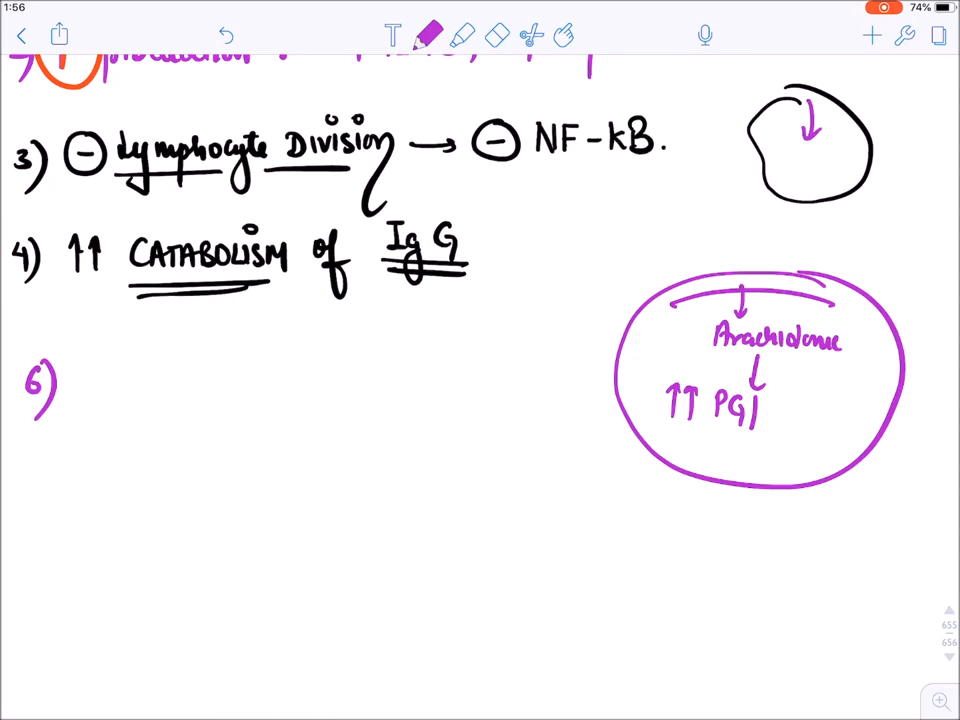 1:56
74%
T
3) ⊖ Lymphocyte Division → ⊖ NF-kB.
4) ↑↑ CATABOLISM of IgG
Arachidonic
6)
↑↑ PG
655
656